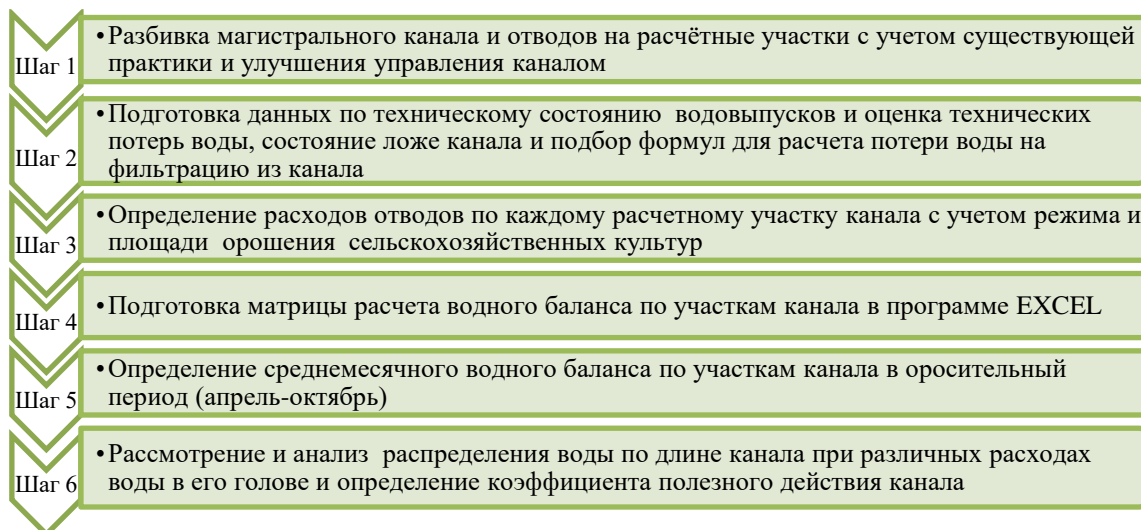 Шаг 1
•Разбивка магистрального канала и отводов на расчётные участки с учетом существующей
практики и улучшения управления каналом
Шаг 2
•Подготовка данных по техническому состоянию водовыпусков и оценка технических
потерь воды, состояние ложе канала и подбор формул для расчета потери воды на
фильтрацию из канала
Шаг 3
•Определение расходов отводов по каждому расчетному участку канала с учетом режима и
площади орошения сельскохозяйственных культур
Шаг 4
•Подготовка матрицы расчета водного баланса по участкам канала в программе EXCEL
Шаг 5
•Определение среднемесячного водного баланса по участкам канала в оросительный
период (апрель-октябрь)
Шаг 6
•Рассмотрение и анализ распределения воды по длине канала при различных расходах
воды в его голове и определение коэффициента полезного действия канала